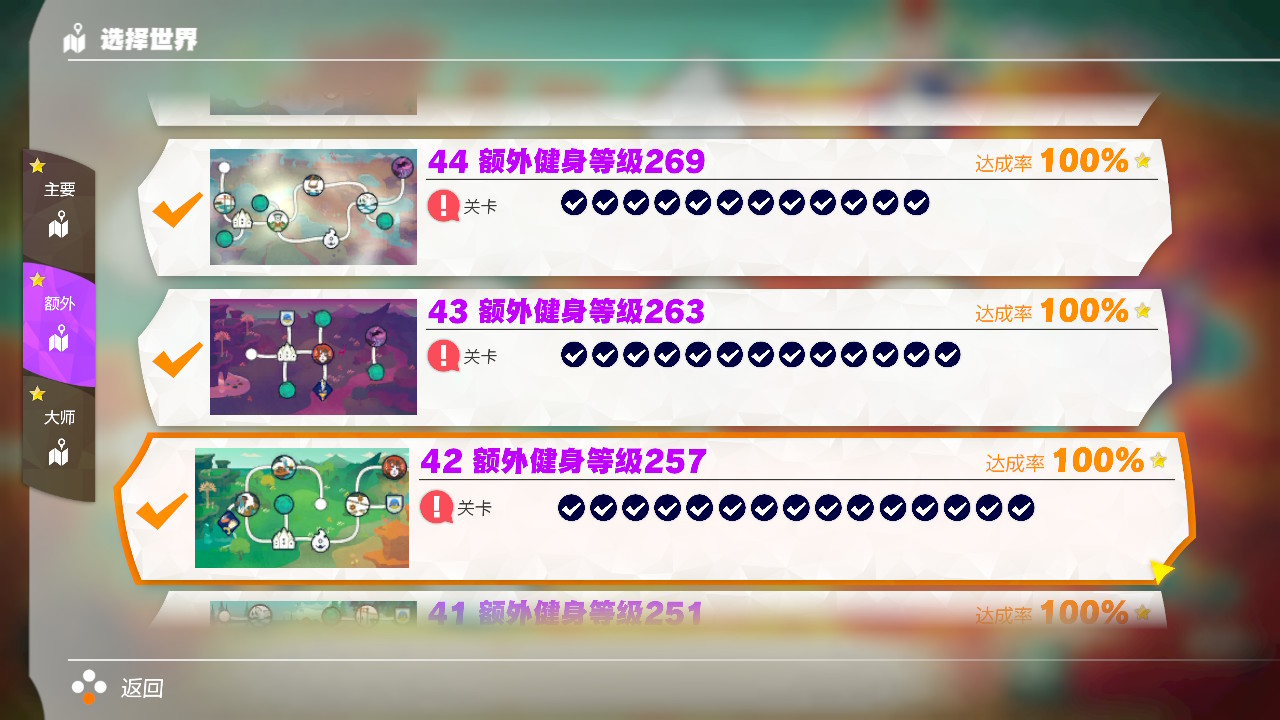 选择世界
主要
额外
大师
44 额外健身等级269
达成率 100%
关卡
43 额外健身等级263
达成率 100%
关卡
42 额外健身等级257
达成率 100%
关卡
41 额外健身等级251
达成率 100%
返回